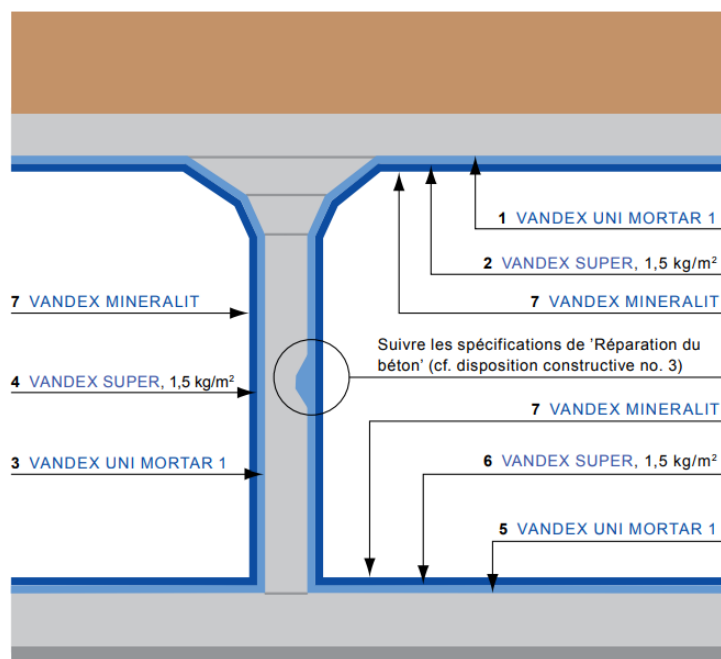 1 VANDEX UNI MORTAR 1
2 VANDEX SUPER, 1,5 kg/m²
7 VANDEX MINERALIT
7 VANDEX MINERALIT
Suivre les spécifications de ’Réparation du
béton’ (cf. disposition constructive no. 3)
4 VANDEX SUPER, 1,5 kg/m²
7 VANDEX MINERALIT
3 VANDEX UNI MORTAR 1
6 VANDEX SUPER, 1,5 kg/m²
5 VANDEX UNI MORTAR 1